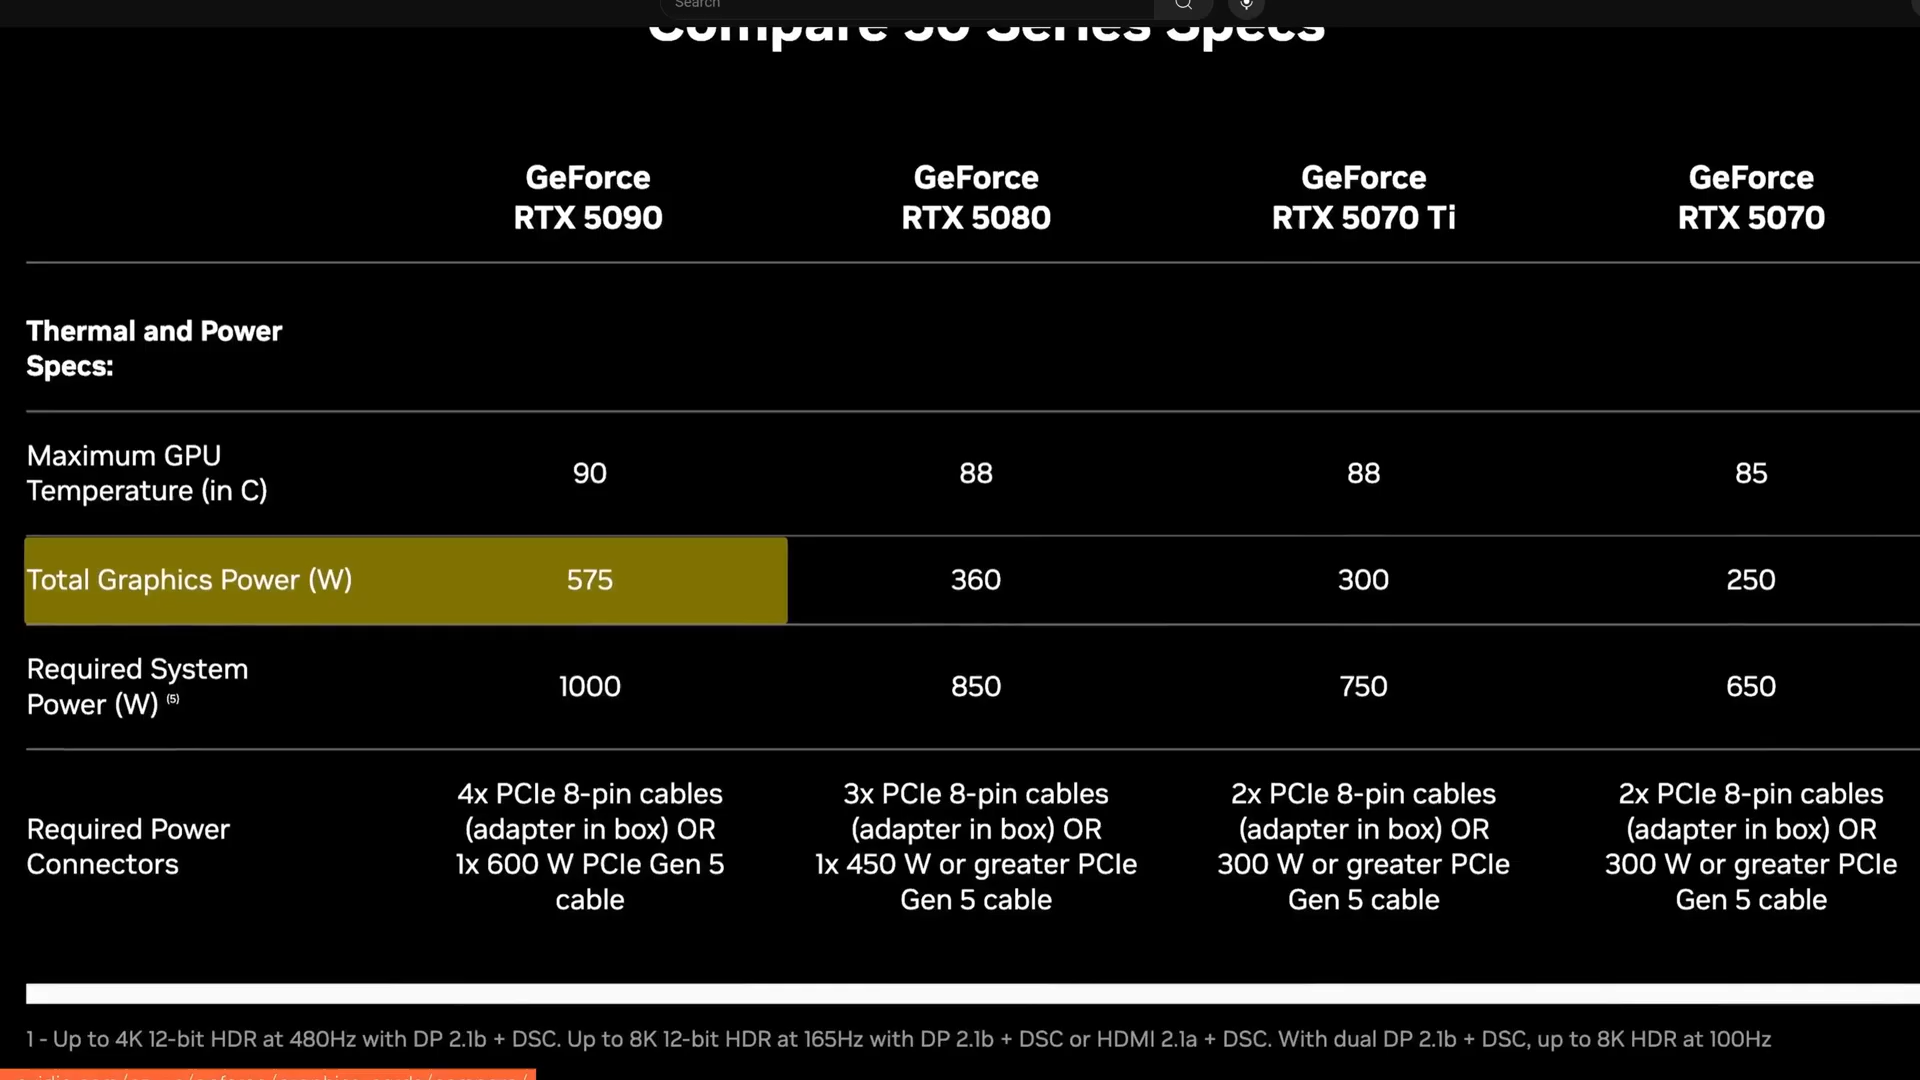 Search
Compare 50 Series Specs
GeForce
RTX 5090
GeForce
RTX 5080
GeForce
RTX 5070 Ti
GeForce
RTX 5070
Thermal and Power
Specs:
Maximum GPU
Temperature (in C)
90
88
88
85
Total Graphics Power (W)
575
360
300
250
Required System
Power (W) (5)
1000
850
750
650
Required Power
Connectors
4x PCIe 8-pin cables
(adapter in box) OR
1x 600 W PCIe Gen 5
cable
3x PCIe 8-pin cables
(adapter in box) OR
1x 450 W or greater PCIe
Gen 5 cable
2x PCIe 8-pin cables
(adapter in box) OR
300 W or greater PCIe
Gen 5 cable
2x PCIe 8-pin cables
(adapter in box) OR
300 W or greater PCIe
Gen 5 cable
1 - Up to 4K 12-bit HDR at 480Hz with DP 2.1b + DSC. Up to 8K 12-bit HDR at 165Hz with DP 2.1b + DSC or HDMI 2.1a + DSC. With dual DP 2.1b + DSC, up to 8K HDR at 100Hz